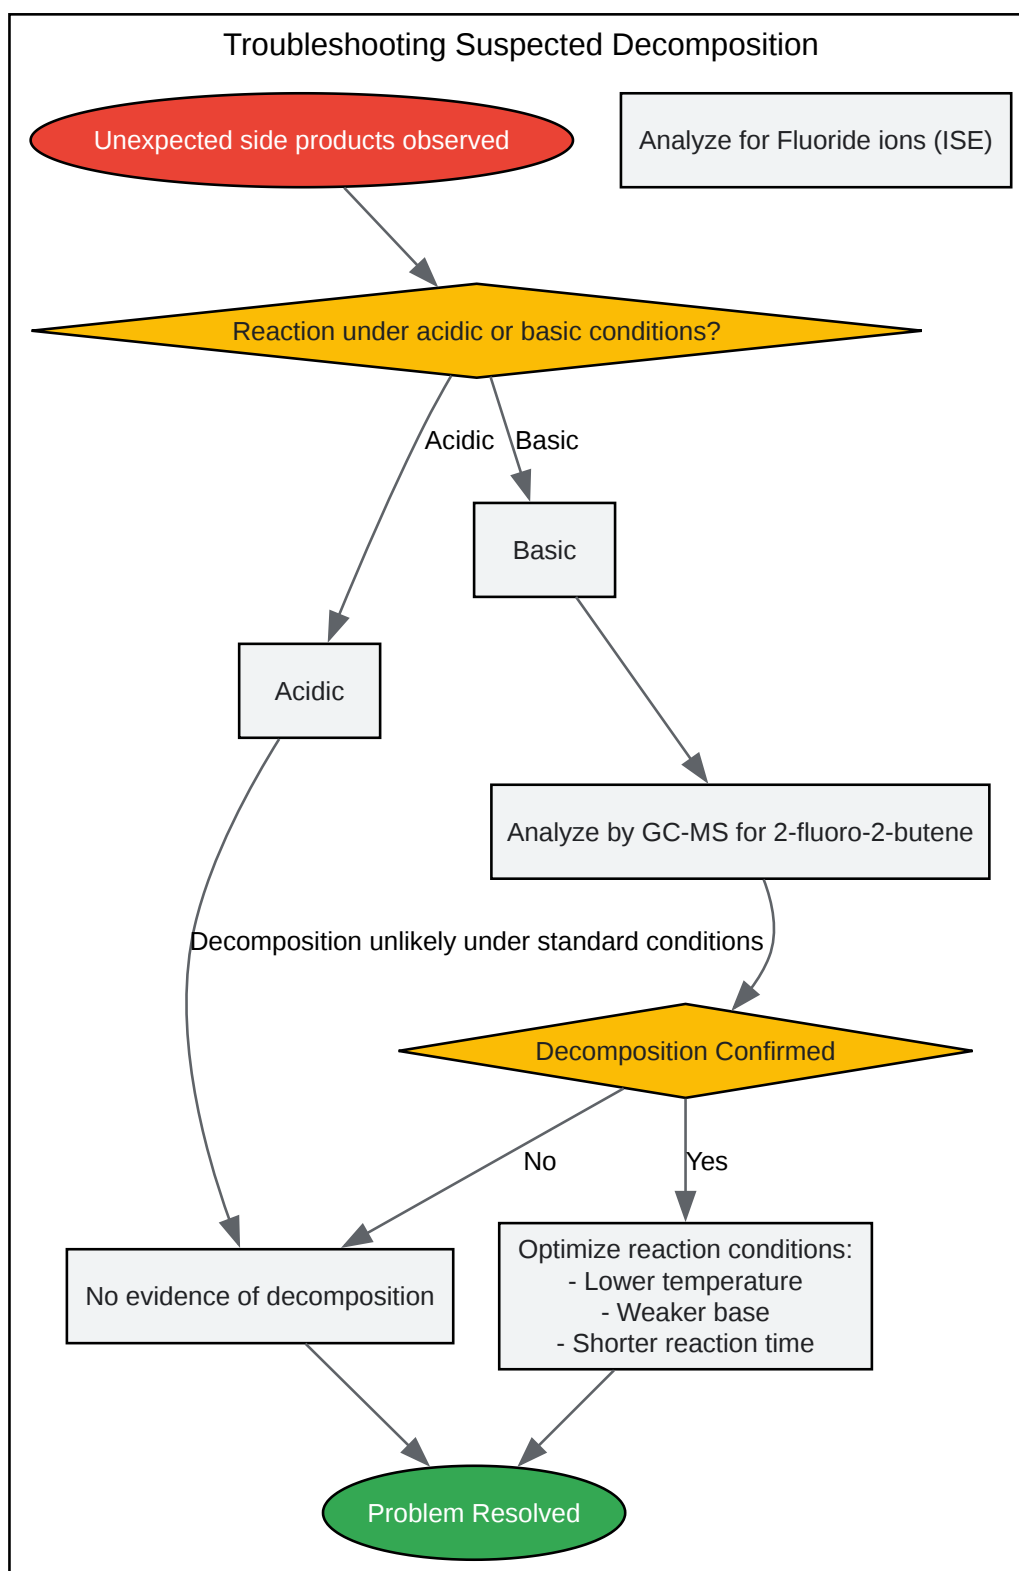 Troubleshooting Suspected Decomposition
Unexpected side products observed
Analyze for Fluoride ions (ISE)
Reaction under acidic or basic conditions?
Acidic
Basic
Basic
Acidic
Analyze by GC-MS for 2-fluoro-2-butene
Decomposition unlikely under standard conditions
Decomposition Confirmed
No
Yes
No evidence of decomposition
Optimize reaction conditions:
- Lower temperature
- Weaker base
- Shorter reaction time
Problem Resolved